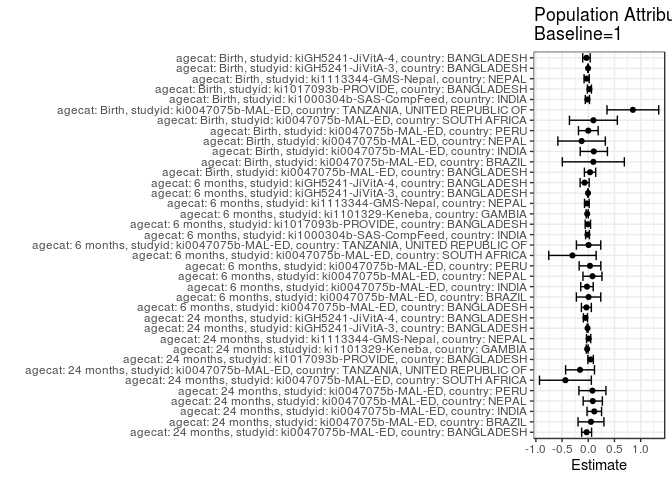 Population Attribu
Baseline=1
agecat: Birth, studyid: kiGH5241-JiVitA-4, country: BANGLADESH
agecat: Birth, studyid: kiGH5241-JiVitA-3, country: BANGLADESH
agecat: Birth, studyid: ki1113344-GMS-Nepal, country: NEPAL
agecat: Birth, studyid: ki1017093b-PROVIDE, country: BANGLADESH
agecat: Birth, studyid: ki1000304b-SAS-CompFeed, country: INDIA
agecat: Birth, studyid: ki0047075b-MAL-ED, country: TANZANIA, UNITED REPUBLIC OF
agecat: Birth, studyid: ki0047075b-MAL-ED, country: SOUTH AFRICA
agecat: Birth, studyid: ki0047075b-MAL-ED, country: PERU
agecat: Birth, studyid: ki0047075b-MAL-ED, country: NEPAL
agecat: Birth, studyid: ki0047075b-MAL-ED, country: INDIA
agecat: Birth, studyid: ki0047075b-MAL-ED, country: BRAZIL
agecat: Birth, studyid: ki0047075b-MAL-ED, country: BANGLADESH
agecat: 6 months, studyid: kiGH5241-JiVitA-4, country: BANGLADESH
agecat: 6 months, studyid: kiGH5241-JiVitA-3, country: BANGLADESH
agecat: 6 months, studyid: ki1113344-GMS-Nepal, country: NEPAL
agecat: 6 months, studyid: ki1101329-Keneba, country: GAMBIA
agecat: 6 months, studyid: ki1017093b-PROVIDE, country: BANGLADESH
agecat: 6 months, studyid: ki1000304b-SAS-CompFeed, country: INDIA
agecat: 6 months, studyid: ki0047075b-MAL-ED, country: TANZANIA, UNITED REPUBLIC OF
agecat: 6 months, studyid: ki0047075b-MAL-ED, country: SOUTH AFRICA
agecat: 6 months, studyid: ki0047075b-MAL-ED, country: PERU
agecat: 6 months, studyid: ki0047075b-MAL-ED, country: NEPAL
agecat: 6 months, studyid: ki0047075b-MAL-ED, country: INDIA
agecat: 6 months, studyid: ki0047075b-MAL-ED, country: BRAZIL
agecat: 6 months, studyid: ki0047075b-MAL-ED, country: BANGLADESH
agecat: 24 months, studyid: kiGH5241-JiVitA-4, country: BANGLADESH
agecat: 24 months, studyid: kiGH5241-JiVitA-3, country: BANGLADESH
agecat: 24 months, studyid: ki1113344-GMS-Nepal, country: NEPAL
agecat: 24 months, studyid: ki1101329-Keneba, country: GAMBIA
agecat: 24 months, studyid: ki1017093b-PROVIDE, country: BANGLADESH
agecat: 24 months, studyid: ki0047075b-MAL-ED, country: TANZANIA, UNITED REPUBLIC OF
agecat: 24 months, studyid: ki0047075b-MAL-ED, country: SOUTH AFRICA
agecat: 24 months, studyid: ki0047075b-MAL-ED, country: PERU
agecat: 24 months, studyid: ki0047075b-MAL-ED, country: NEPAL
agecat: 24 months, studyid: ki0047075b-MAL-ED, country: INDIA
agecat: 24 months, studyid: ki0047075b-MAL-ED, country: BRAZIL
agecat: 24 months, studyid: ki0047075b-MAL-ED, country: BANGLADESH
-1.0 -0.5 0.0 0.5 1.0
Estimate